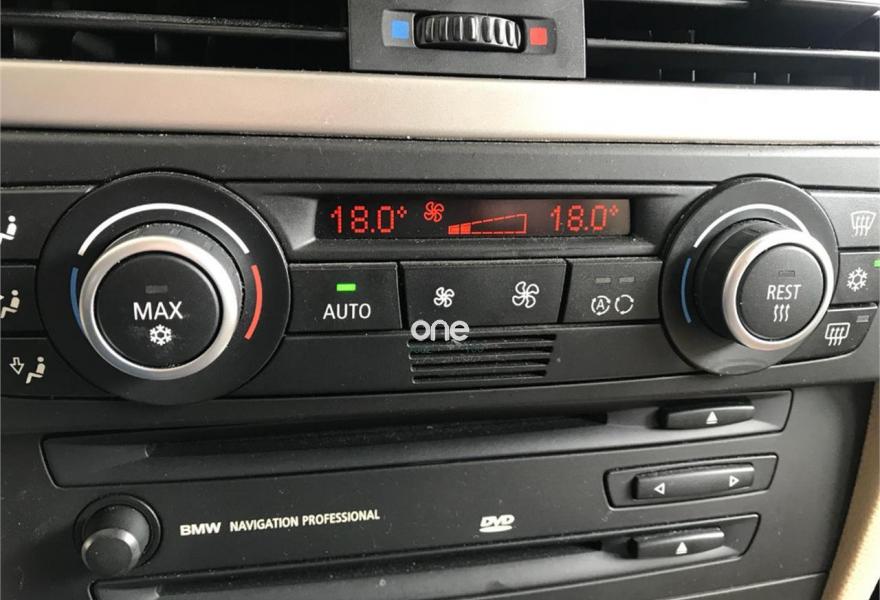 18.0° 18.0°
MAX
AUTO
A
REST
one
BMW NAVIGATION PROFESSIONAL
DVD